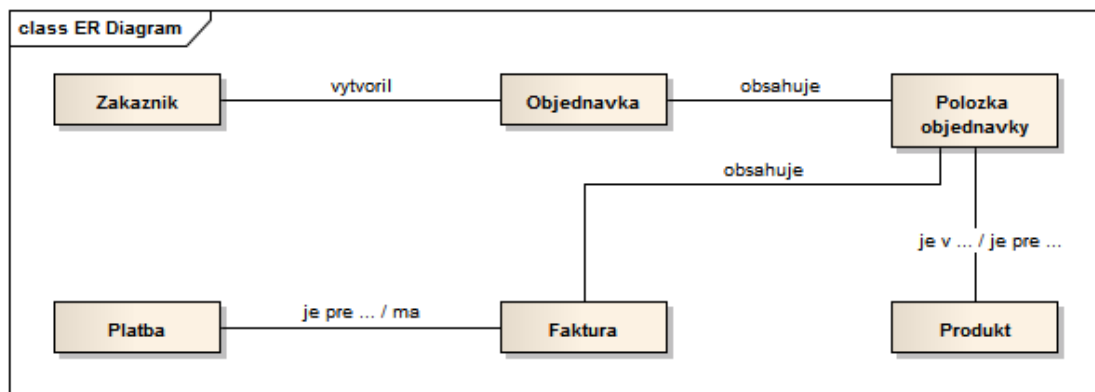 class ER Diagram
Zakaznik
vytvoril
Objednavka
obsahuje
Polozka
objednavky
obsahuje
je v ... / je pre ...
Platba
je pre ... / ma
Faktura
Produkt